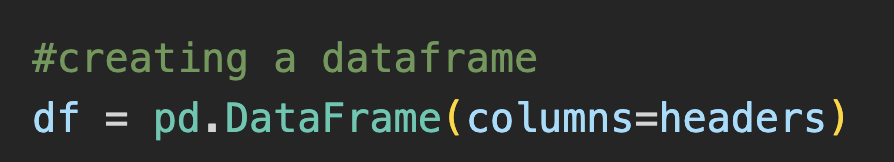 #creating a dataframe
df = pd.DataFrame(columns=headers)